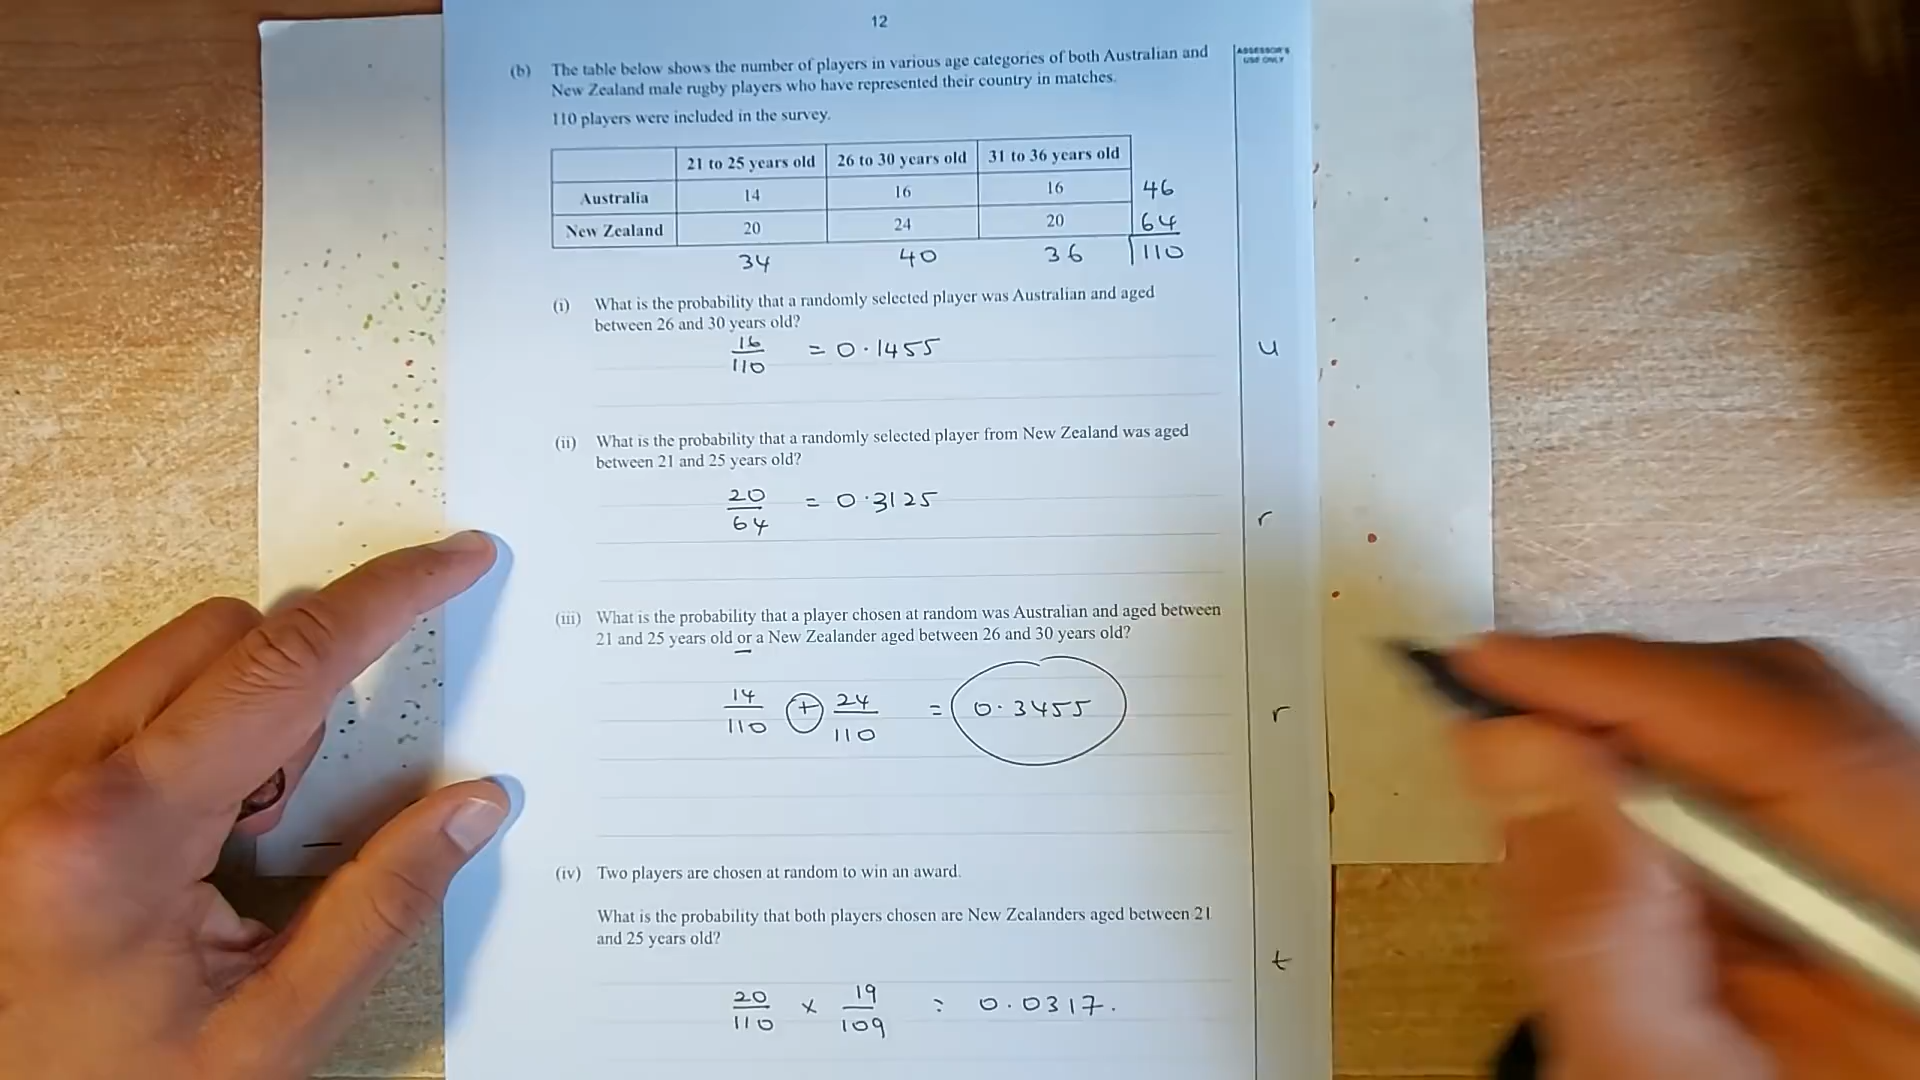 12
ASSESSOR'S
USE ONLY
(b) The table below shows the number of players in various age categories of both Australian and
New Zealand male rugby players who have represented their country in matches.
110 players were included in the survey.
21 to 25 years old 26 to 30 years old 31 to 36 years old
Australia 14 16 16 46
New Zealand 20 24 20 64
34 40 36 110
(i) What is the probability that a randomly selected player was Australian and aged
between 26 and 30 years old?
16/110 = 0.1455 u
(ii) What is the probability that a randomly selected player from New Zealand was aged
between 21 and 25 years old?
20/64 = 0.3125 r
(iii) What is the probability that a player chosen at random was Australian and aged between
21 and 25 years old or a New Zealander aged between 26 and 30 years old?
14/110 + 24/110 = 0.3455 r
(iv) Two players are chosen at random to win an award.
What is the probability that both players chosen are New Zealanders aged between 21
and 25 years old?
t
20/110 x 19/109 = 0.0317.